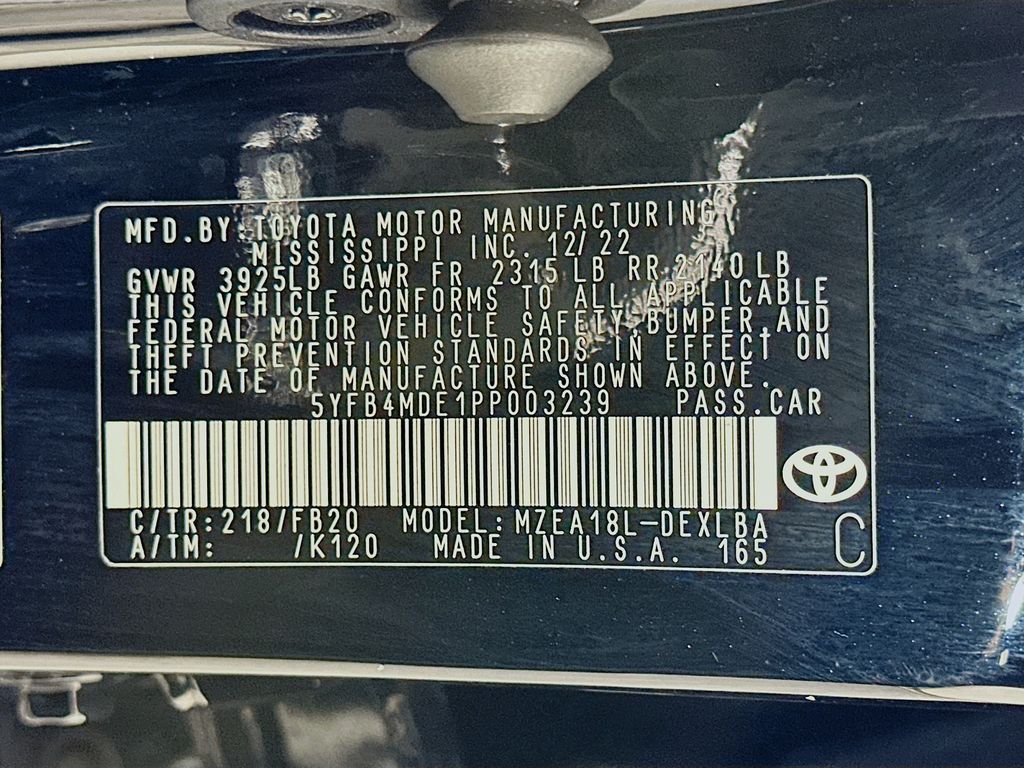 MFD.BY:TOYOTA MOTOR MANUFACTURING
MISSISSIPPI INC. 12/22
GVWR 3925LB GAWR FR 2315LB RR 2140LB
THIS VEHICLE CONFORMS TO ALL APPLICABLE
FEDERAL MOTOR VEHICLE SAFETY,BUMPER,AND
THEFT PREVENTION STANDARDS IN EFFECT ON
THE DATE OF MANUFACTURE SHOWN ABOVE.
5YFB4MDE1PP003239 PASS.CAR
C/TR:218/FB20 MODEL:MZEA18L-DEXLBA
A/TM: /K120 MADE IN U.S.A. 165 C